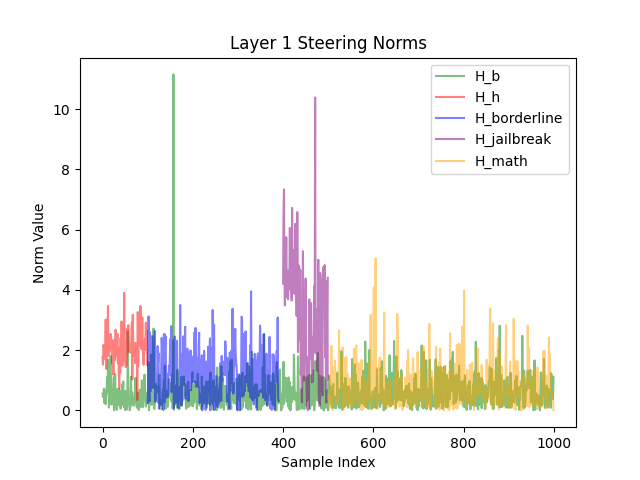 Layer 1 Steering Norms
H_b
H_h
H_borderline
H_jailbreak
H_math
Norm Value
10
8
6
4
2
0
0
200
400
600
800
1000
Sample Index